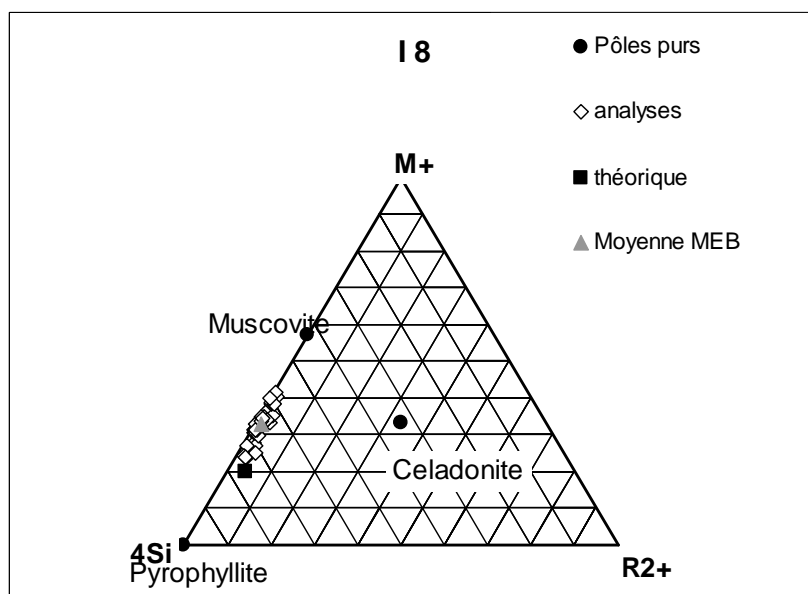 I 8
Pôles purs
analyses
théorique
Moyenne MEB
M+
Muscovite
Celadonite
4Si
Pyrophyllite
R2+